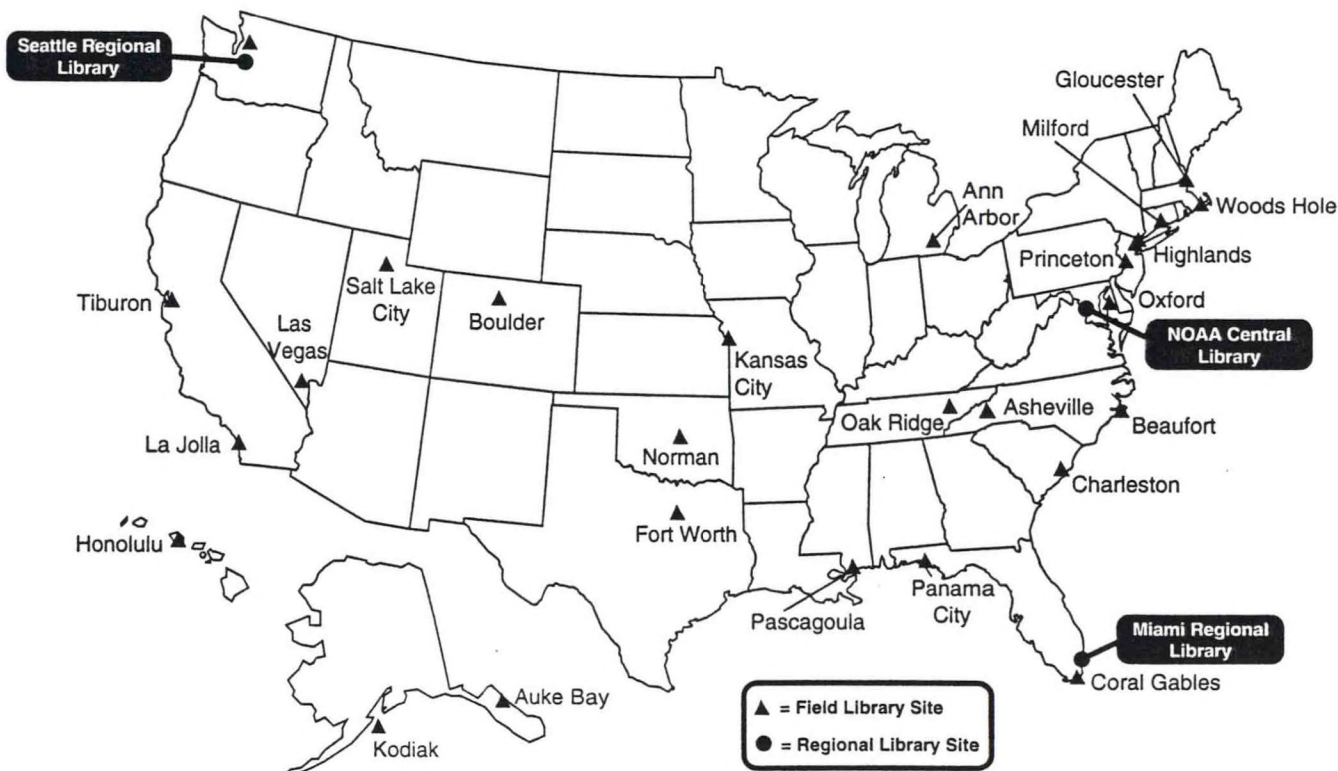 Seattle Regional
Library
Gloucester
Milford
Ann
Arbor
Woods Hole
Princeton
Highlands
Tiburon
Salt Lake
City
Boulder
Oxford
Las
Vegas
NOAA Central
Library
Kansas
City
Oak Ridge
Asheville
Beaufort
La Jolla
Norman
Charleston
Honolulu
Fort Worth
Pascagoula
Panama
City
Miami Regional
Library
Coral Gables
Auke Bay
Kodiak
▲ = Field Library Site
● = Regional Library Site